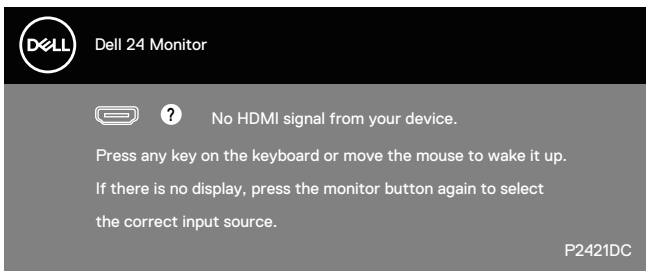 DELL
Dell 24 Monitor
? No HDMI signal from your device.
Press any key on the keyboard or move the mouse to wake it up.
If there is no display, press the monitor button again to select
the correct input source.
P2421DC